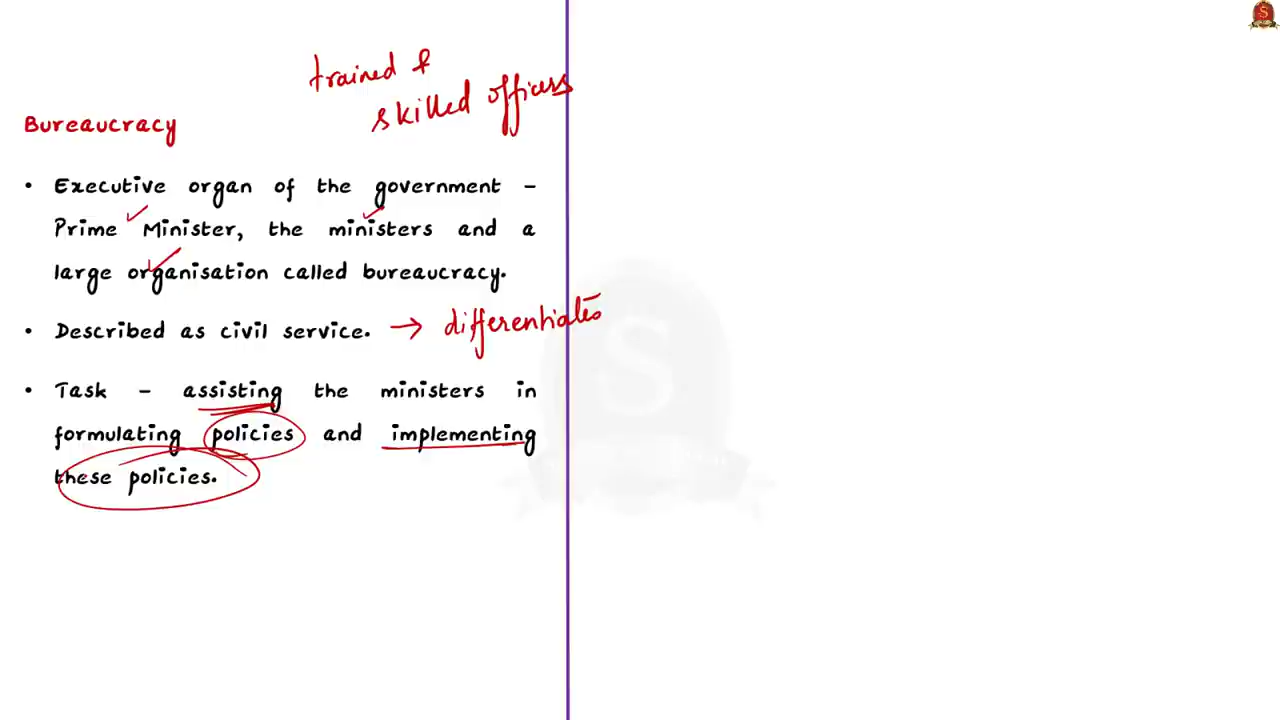 trained &
skilled officers
Bureaucracy
• Executive organ of the government –
Prime Minister, the ministers and a
large organisation called bureaucracy.
• Described as civil service. → differentiates
• Task – assisting the ministers in
formulating policies and implementing
these policies.
S
S